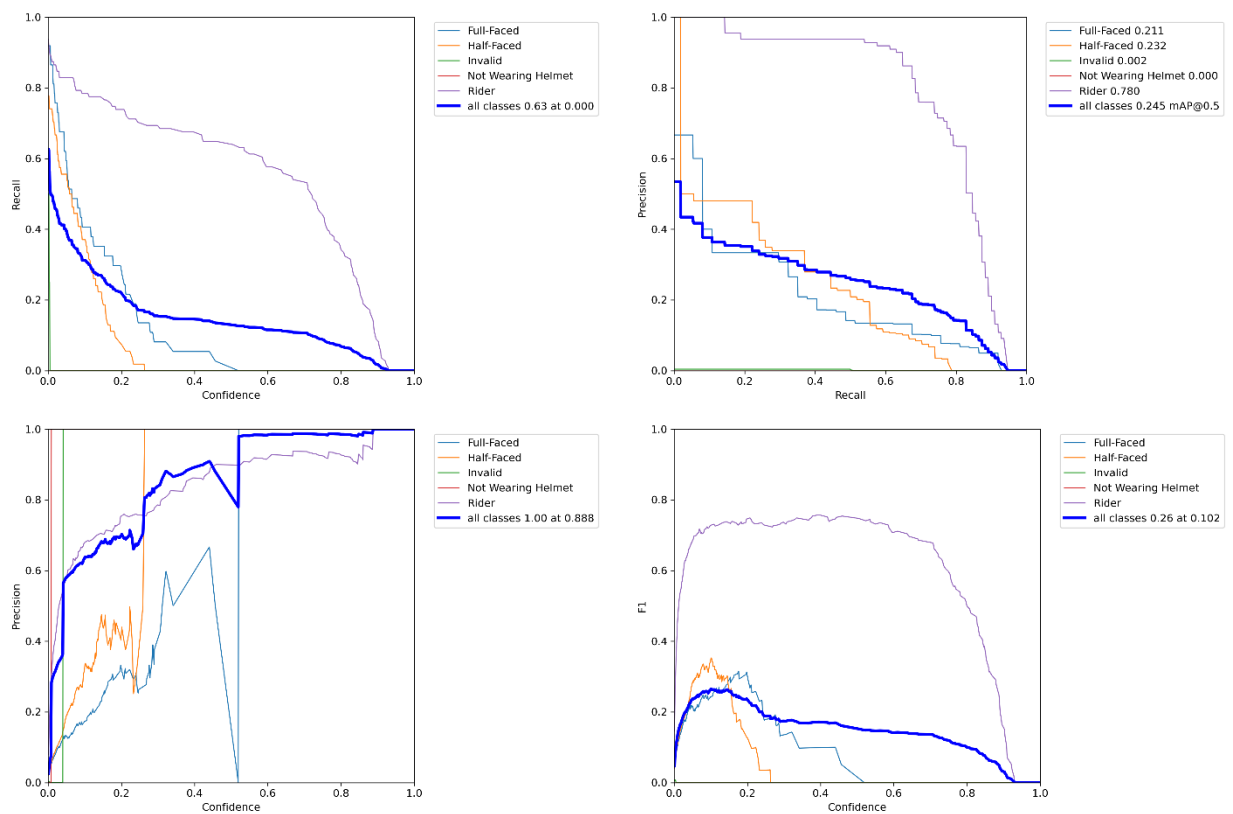 Recall
1.0
0.8
0.6
0.4
0.2
0.0
0.0 0.2 0.4 0.6 0.8 1.0
Confidence
Full-Faced
Half-Faced
Invalid
Not Wearing Helmet
Rider
all classes 0.63 at 0.000
Precision
1.0
0.8
0.6
0.4
0.2
0.0
0.0 0.2 0.4 0.6 0.8 1.0
Recall
Full-Faced 0.211
Half-Faced 0.232
Invalid 0.002
Not Wearing Helmet 0.000
Rider 0.780
all classes 0.245 mAP@0.5
Precision
1.0
0.8
0.6
0.4
0.2
0.0
0.0 0.2 0.4 0.6 0.8 1.0
Confidence
Full-Faced
Half-Faced
Invalid
Not Wearing Helmet
Rider
all classes 1.00 at 0.888
F1
1.0
0.8
0.6
0.4
0.2
0.0
0.0 0.2 0.4 0.6 0.8 1.0
Confidence
Full-Faced
Half-Faced
Invalid
Not Wearing Helmet
Rider
all classes 0.26 at 0.102